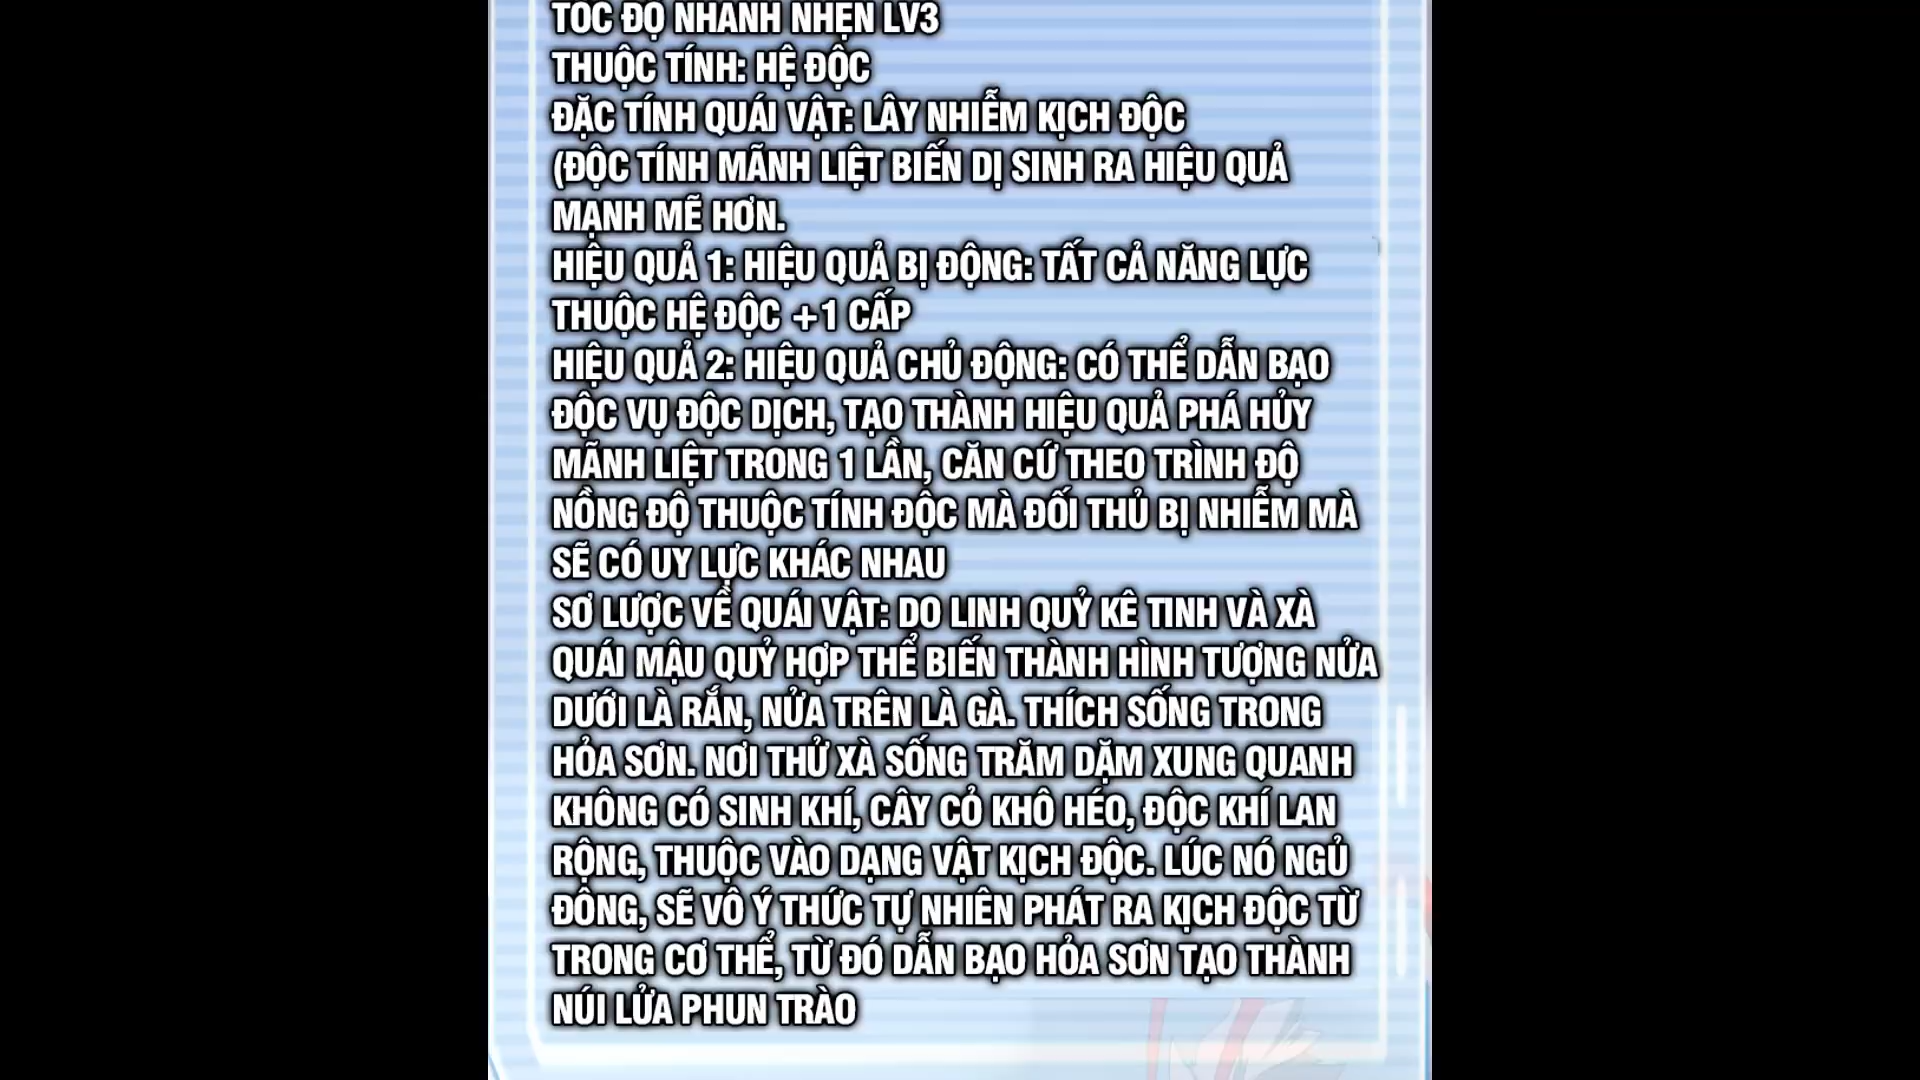 TỐC ĐỘ NHANH NHẸN LV3
THUỘC TÍNH: HỆ ĐỘC
ĐẶC TÍNH QUÁI VẬT: LÂY NHIỄM KỊCH ĐỘC
(ĐỘC TÍNH MÃNH LIỆT BIẾN DỊ SINH RA HIỆU QUẢ
MẠNH MẼ HƠN.
HIỆU QUẢ 1: HIỆU QUẢ BỊ ĐỘNG: TẤT CẢ NĂNG LỰC
THUỘC HỆ ĐỘC +1 CẤP
HIỆU QUẢ 2: HIỆU QUẢ CHỦ ĐỘNG: CÓ THỂ DẪN BẠO
ĐỘC VỤ ĐỘC DỊCH, TẠO THÀNH HIỆU QUẢ PHÁ HỦY
MÃNH LIỆT TRONG 1 LẦN, CĂN CỨ THEO TRÌNH ĐỘ
NỒNG ĐỘ THUỘC TÍNH ĐỘC MÀ ĐỐI THỦ BỊ NHIỄM MÀ
SẼ CÓ UY LỰC KHÁC NHAU
SƠ LƯỢC VỀ QUÁI VẬT: DO LINH QUỶ KÊ TINH VÀ XÀ
QUÁI MẬU QUỶ HỢP THỂ BIẾN THÀNH HÌNH TƯỢNG NỬA
DƯỚI LÀ RẮN, NỬA TRÊN LÀ GÀ. THÍCH SỐNG TRONG
HỎA SƠN. NƠI THỬ XÀ SỐNG TRĂM DẶM XUNG QUANH
KHÔNG CÓ SINH KHÍ, CÂY CỎ KHÔ HÉO, ĐỘC KHÍ LAN
RỘNG, THUỘC VÀO DẠNG VẬT KỊCH ĐỘC. LÚC NÓ NGỦ
ĐÔNG, SẼ VÔ Ý THỨC TỰ NHIÊN PHÁT RA KỊCH ĐỘC TỪ
TRONG CƠ THỂ, TỪ ĐÓ DẪN BẠO HỎA SƠN TẠO THÀNH
NÚI LỬA PHUN TRÀO